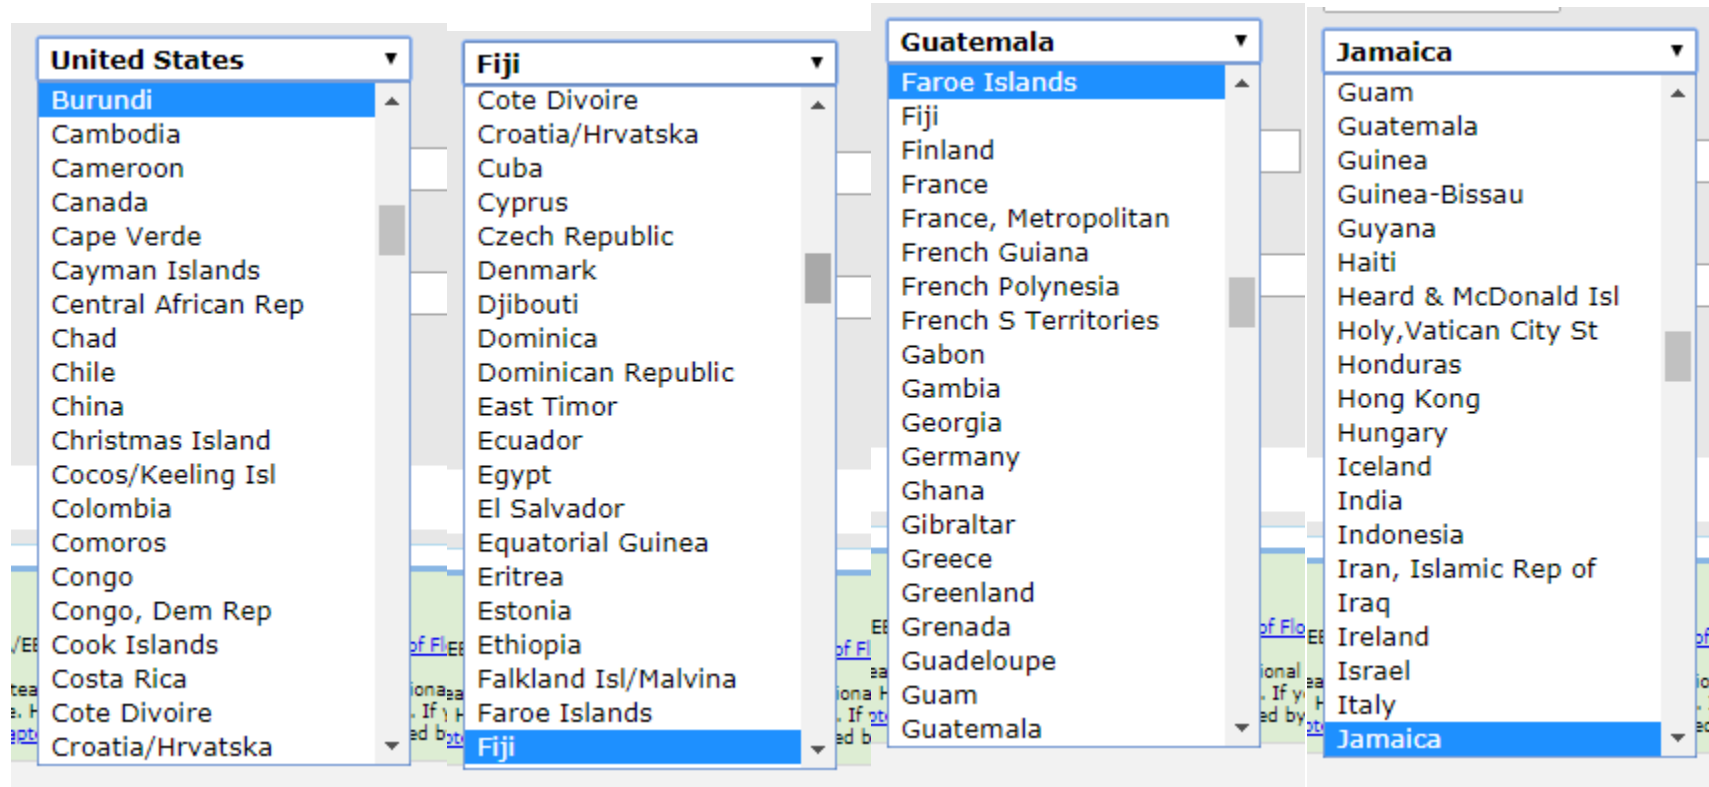 United States
Burundi
Cambodia
Cameroon
Canada
Cape Verde
Cayman Islands
Central African Rep
Chad
Chile
China
Christmas Island
Cocos/Keeling Isl
Colombia
Comoros
Congo
Congo, Dem Rep
Cook Islands
Costa Rica
Cote Divoire
Croatia/Hrvatska
Fiji
Cote Divoire
Croatia/Hrvatska
Cuba
Cyprus
Czech Republic
Denmark
Djibouti
Dominica
Dominican Republic
East Timor
Ecuador
Egypt
El Salvador
Equatorial Guinea
Eritrea
Estonia
Ethiopia
Falkland Isl/Malvina
Faroe Islands
Fiji
Guatemala
Faroe Islands
Fiji
Finland
France
France, Metropolitan
French Guiana
French Polynesia
French S Territories
Gabon
Gambia
Georgia
Germany
Ghana
Gibraltar
Greece
Greenland
Grenada
Guadeloupe
Guam
Guatemala
Jamaica
Guam
Guatemala
Guinea
Guinea-Bissau
Guyana
Haiti
Heard & McDonald Isl
Holy,Vatican City St
Honduras
Hong Kong
Hungary
Iceland
India
Indonesia
Iran, Islamic Rep of
Iraq
Ireland
Israel
Italy
Jamaica